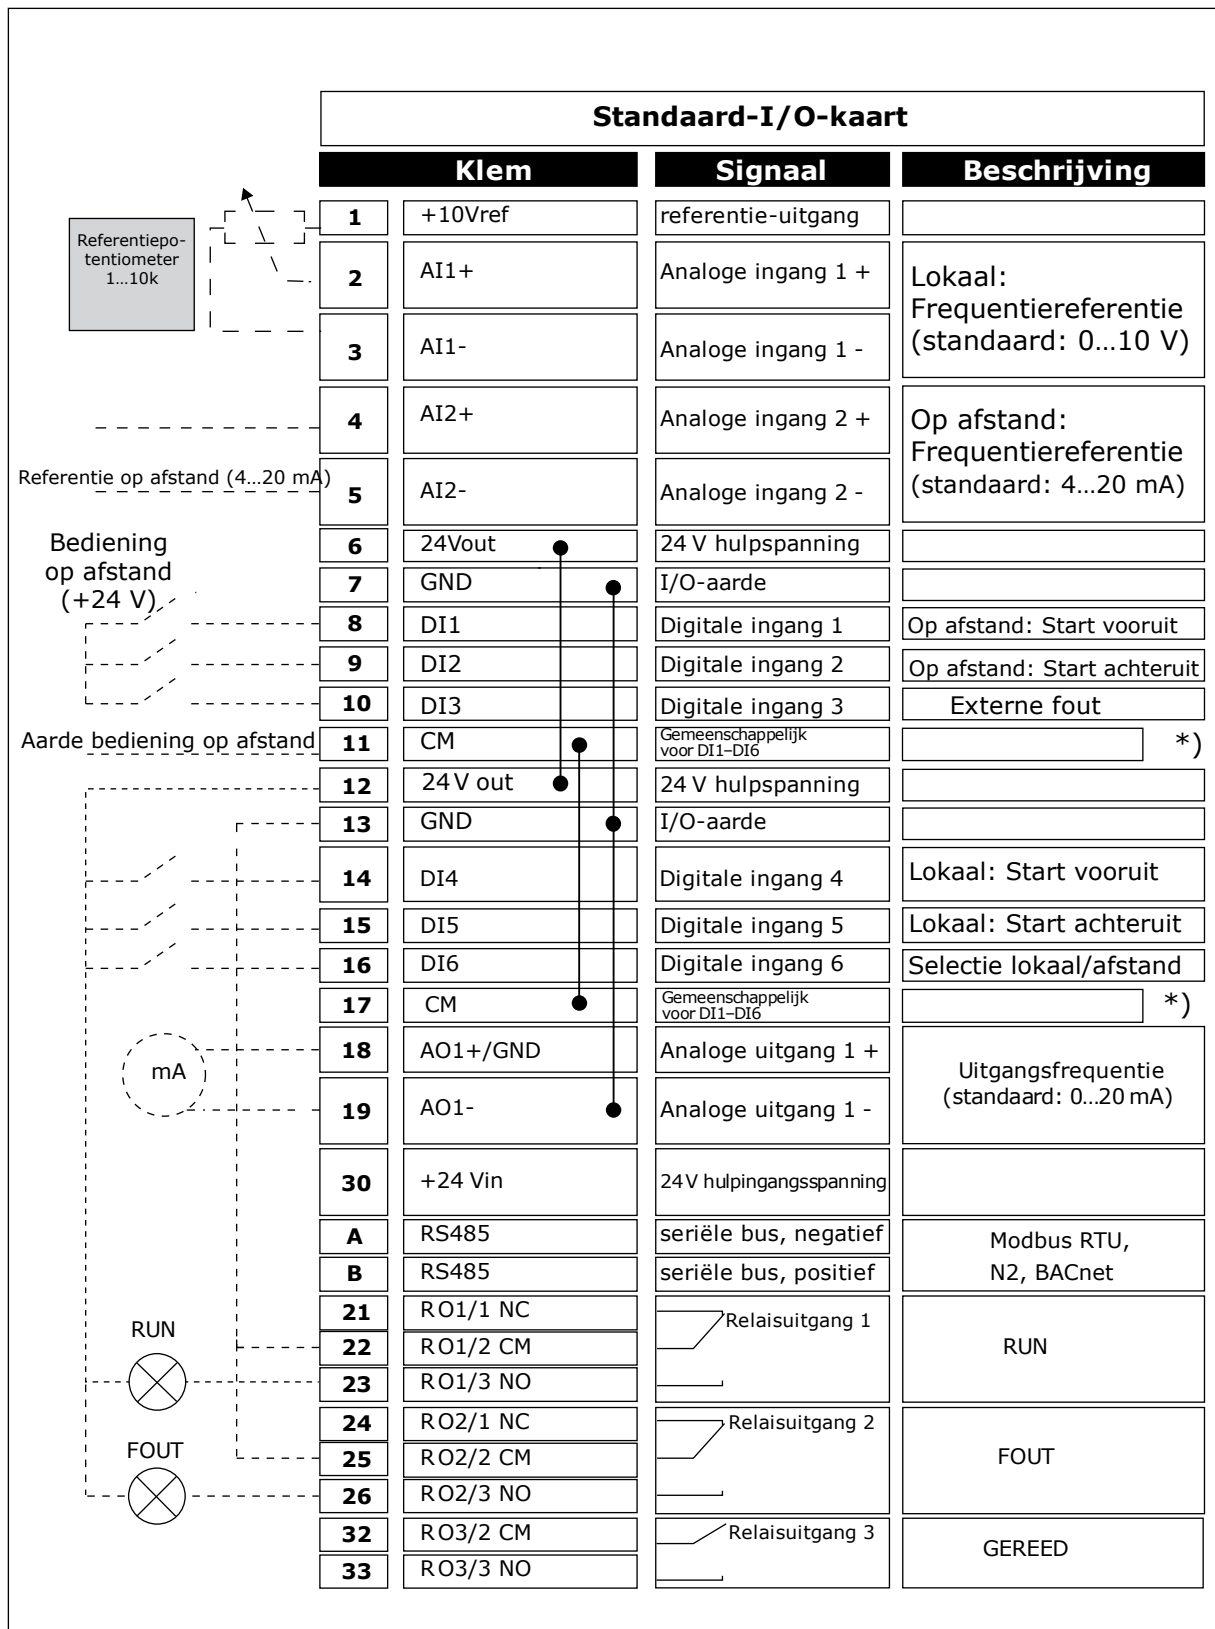 Standaard-I/O-kaart
Klem Signaal Beschrijving
Referentiepo-
tentiometer
1...10k
1 +10Vref referentie-uitgang
2 AI1+ Analoge ingang 1 +
3 AI1- Analoge ingang 1 -
Lokaal:
Frequentiereferentie
(standaard: 0...10 V)
4 AI2+ Analoge ingang 2 +
Referentie op afstand (4...20 mA)
5 AI2- Analoge ingang 2 -
Op afstand:
Frequentiereferentie
(standaard: 4...20 mA)
Bediening
op afstand
(+24 V)
6 24Vout 24 V hulpspanning
7 GND I/O-aarde
8 DI1 Digitale ingang 1 Op afstand: Start vooruit
9 DI2 Digitale ingang 2 Op afstand: Start achteruit
10 DI3 Digitale ingang 3 Externe fout
Aarde bediening op afstand
11 CM Gemeenschappelijk
voor DI1–DI6
*)
12 24 V out 24 V hulpspanning
13 GND I/O-aarde
14 DI4 Digitale ingang 4 Lokaal: Start vooruit
15 DI5 Digitale ingang 5 Lokaal: Start achteruit
16 DI6 Digitale ingang 6 Selectie lokaal/afstand
17 CM Gemeenschappelijk
voor DI1–DI6
*)
mA
18 AO1+/GND Analoge uitgang 1 +
19 AO1- Analoge uitgang 1 -
Uitgangsfrequentie
(standaard: 0...20 mA)
30 +24 Vin 24 V hulpingangsspanning
A RS485 seriële bus, negatief
B RS485 seriële bus, positief
Modbus RTU,
N2, BACnet
RUN
21 RO1/1 NC Relaisuitgang 1
22 RO1/2 CM RUN
23 RO1/3 NO
FOUT
24 RO2/1 NC Relaisuitgang 2
25 RO2/2 CM FOUT
26 RO2/3 NO
32 RO3/2 CM Relaisuitgang 3
33 RO3/3 NO
GEREED